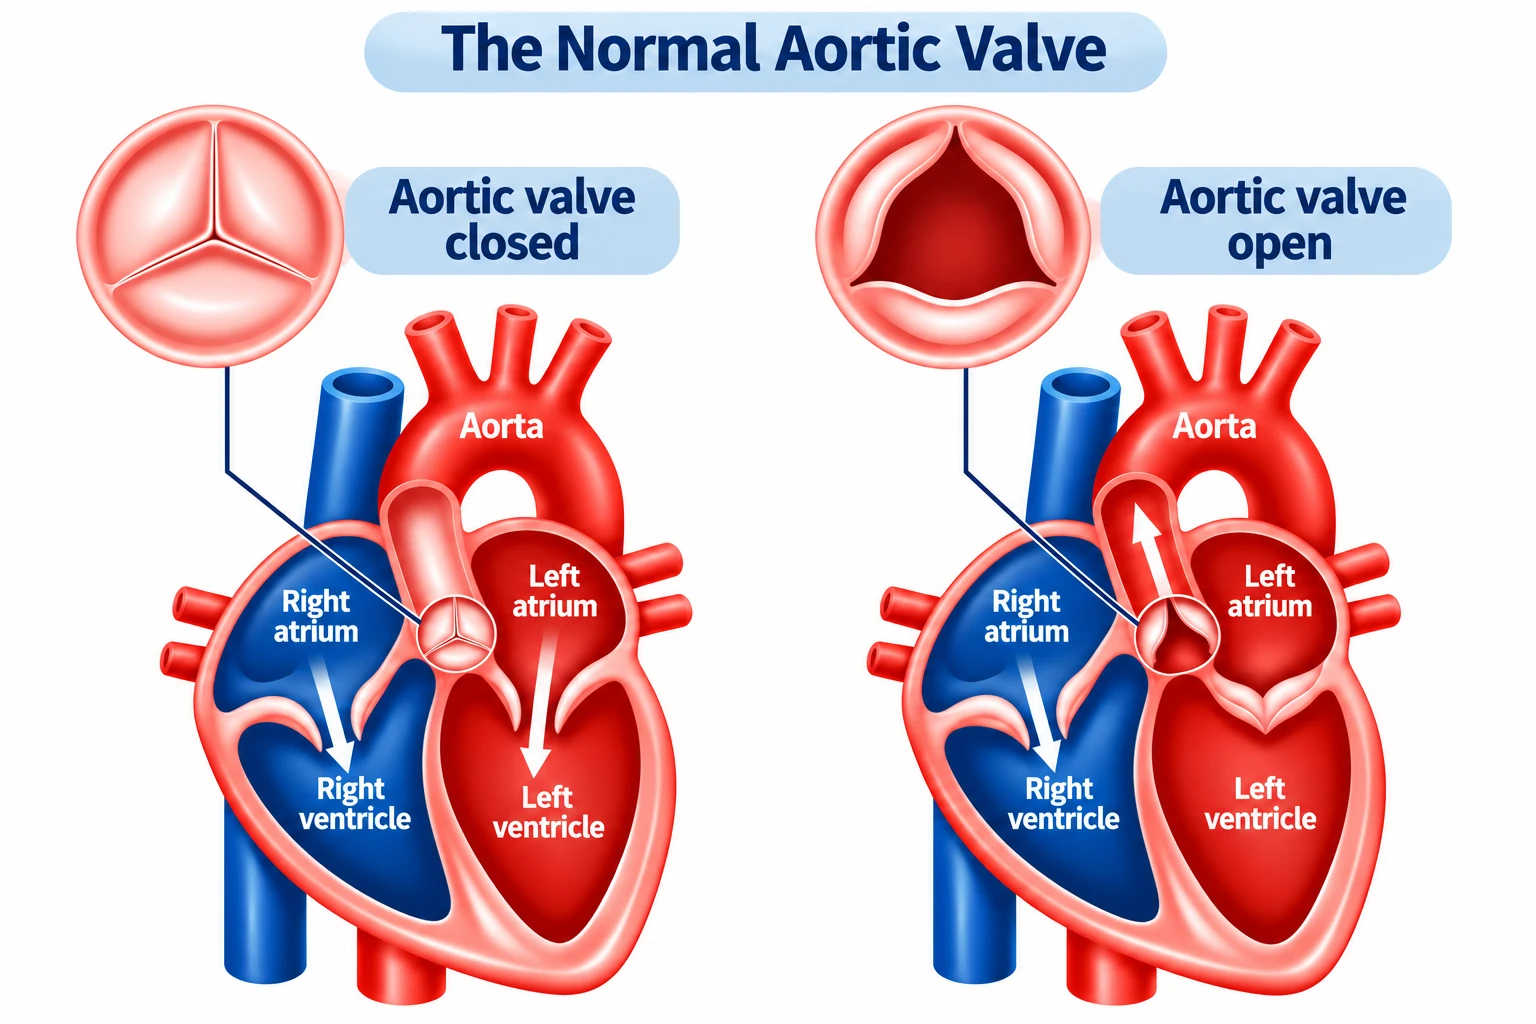 The Normal Aortic Valve
Aortic valve
closed
Aortic valve
open
Aorta
Left
atrium
Right
atrium
Right
ventricle
Left
ventricle
Aorta
Left
atrium
Right
atrium
Right
ventricle
Left
ventricle